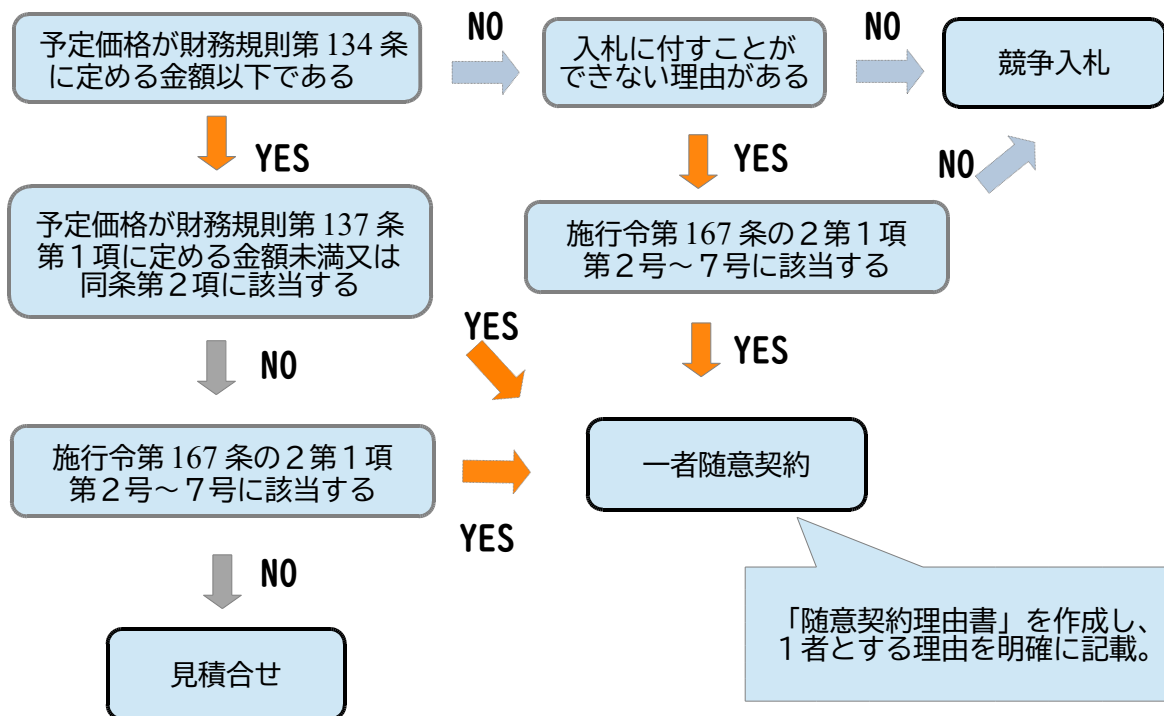 予定価格が財務規則第 134 条
に定める金額以下である
NO
入札に付すことが
できない理由がある
NO
競争入札
YES
YES
NO
予定価格が財務規則第 137 条
第１項に定める金額未満又は
同条第２項に該当する
施行令第 167 条の２第１項
第２号～７号に該当する
YES
NO
YES
施行令第 167 条の２第１項
第２号～７号に該当する
YES
一者随意契約
NO
「随意契約理由書」を作成し、
１者とする理由を明確に記載。
見積合せ